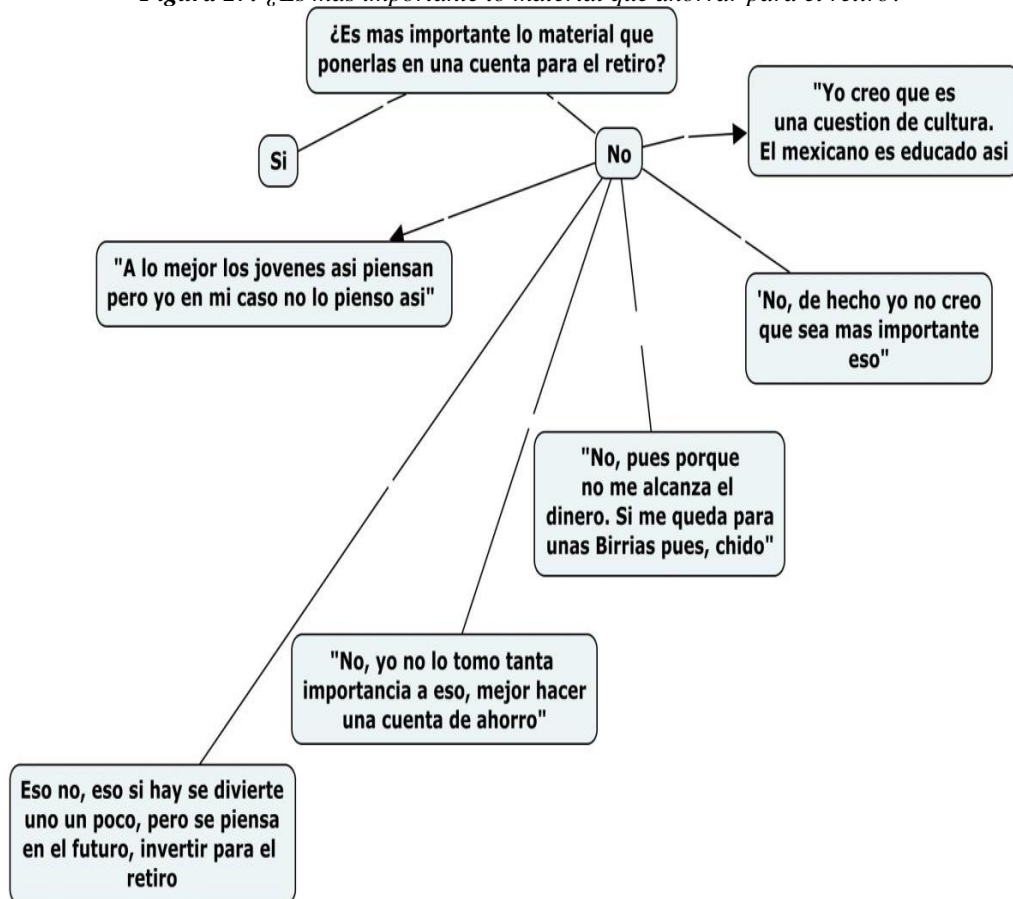 ¿Es mas importante lo material que
ponerlas en una cuenta para el retiro?
"Yo creo que es
una cuestion de cultura.
El mexicano es educado asi
Si
No
"A lo mejor los jovenes asi piensan
pero yo en mi caso no lo pienso asi"
'No, de hecho yo no creo
que sea mas importante
eso"
"No, pues porque
no me alcanza el
dinero. Si me queda para
unas Birrias pues, chido"
"No, yo no lo tomo tanta
importancia a eso, mejor hacer
una cuenta de ahorro"
Eso no, eso si hay se divierte
uno un poco, pero se piensa
en el futuro, invertir para el
retiro